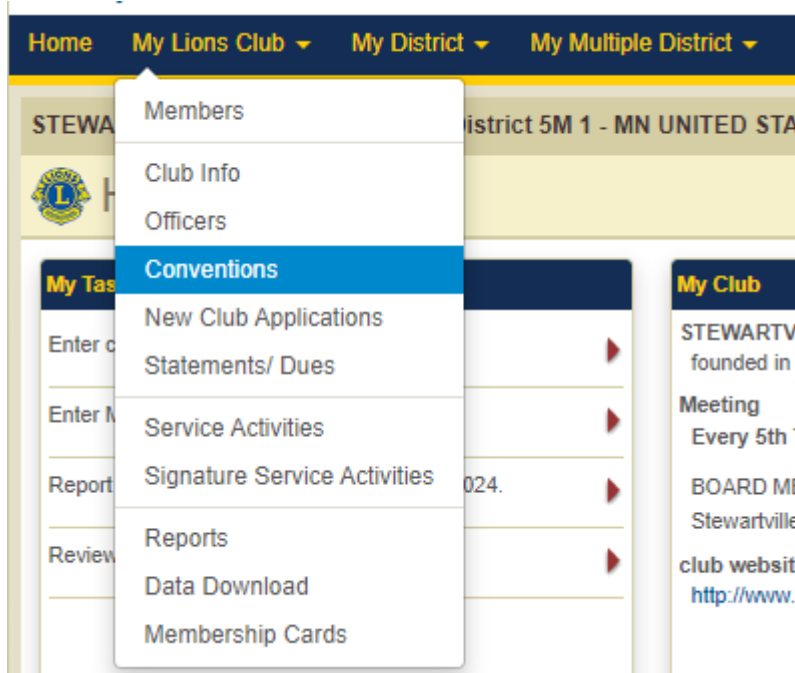 Home My Lions Club My District My Multiple District
STEWA istrict 5M 1 - MN UNITED STA
Members
Club Info
Officers
Conventions
New Club Applications
Statements/ Dues
Service Activities
Signature Service Activities
Reports
Data Download
Membership Cards
L H
My Tas
Enter c
Enter M
Report 024.
Review
My Club
STEWARTV
founded in
Meeting
Every 5th
BOARD ME
Stewartville
club websit
http://www.